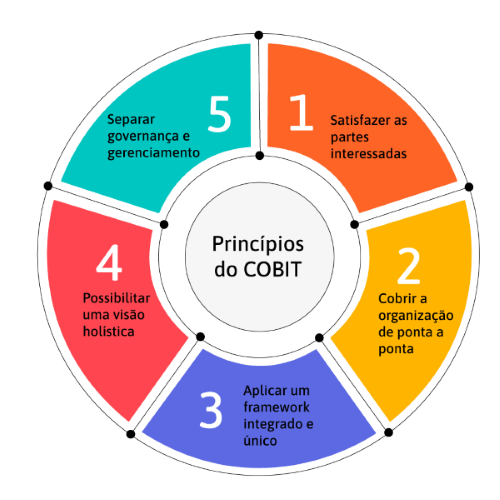 Princípios
do COBIT
1
Satisfazer as
partes
interessadas
2
Cobrir a
organização
de ponta a
ponta
3
Aplicar um
framework
integrado e
único
4
Possibilitar
uma visão
holística
5
Separar
governança e
gerenciamento